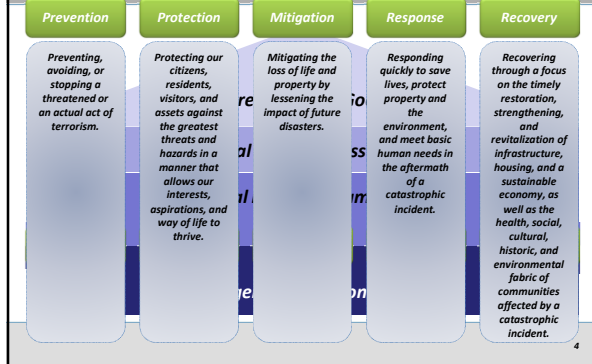 Prevention
Protection
Mitigation
Response
Recovery
Preventing,
avoiding, or
stopping a
threatened or
an actual act of
terrorism.
Protecting our
citizens,
residents,
visitors, and
assets against
the greatest
threats and
hazards in a
manner that
allows our
interests,
aspirations, and
way of life to
thrive.
Mitigating the
loss of life and
property by
lessening the
impact of future
disasters.
Responding
quickly to save
lives, protect
property and
the
environment,
and meet basic
human needs in
the aftermath
of a
catastrophic
incident.
Recovering
through a focus
on the timely
restoration,
strengthening,
and
revitalization of
infrastructure,
housing, and a
sustainable
economy, as
well as the
health, social,
cultural,
historic, and
environmental
fabric of
communities
affected by a
catastrophic
incident.
4